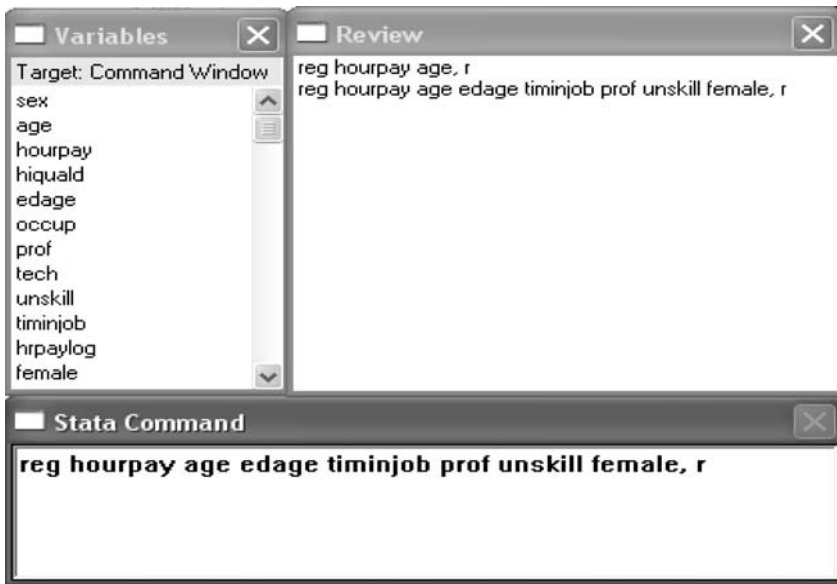 Variables
Target: Command Window
sex
age
hourpay
hiquald
edage
occup
prof
tech
unskill
timinjob
hrpaylog
female
Review
reg hourpay age, r
reg hourpay age edage timinjob prof unskill female, r
Stata Command
reg hourpay age edage timinjob prof unskill female, r